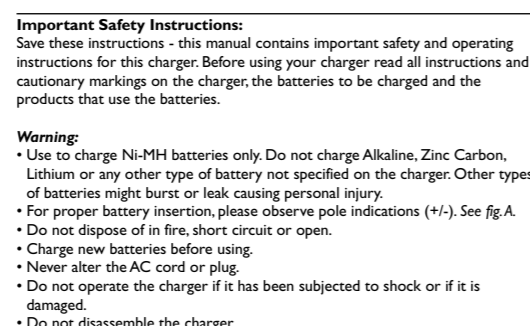 Important Safety Instructions:
Save these instructions - this manual contains important safety and operating
instructions for this charger. Before using your charger read all instructions and
cautionary markings on the charger, the batteries to be charged and the
products that use the batteries.
Warning:
• Use to charge Ni-MH batteries only. Do not charge Alkaline, Zinc Carbon,
Lithium or any other type of battery not specified on the charger. Other types
of batteries might burst or leak causing personal injury.
• For proper battery insertion, please observe pole indications (+/-). See fig. A.
• Do not dispose of in fire, short circuit or open.
• Charge new batteries before using.
• Never alter the AC cord or plug.
• Do not operate the charger if it has been subjected to shock or if it is
damaged.
• Do not disassemble the charger